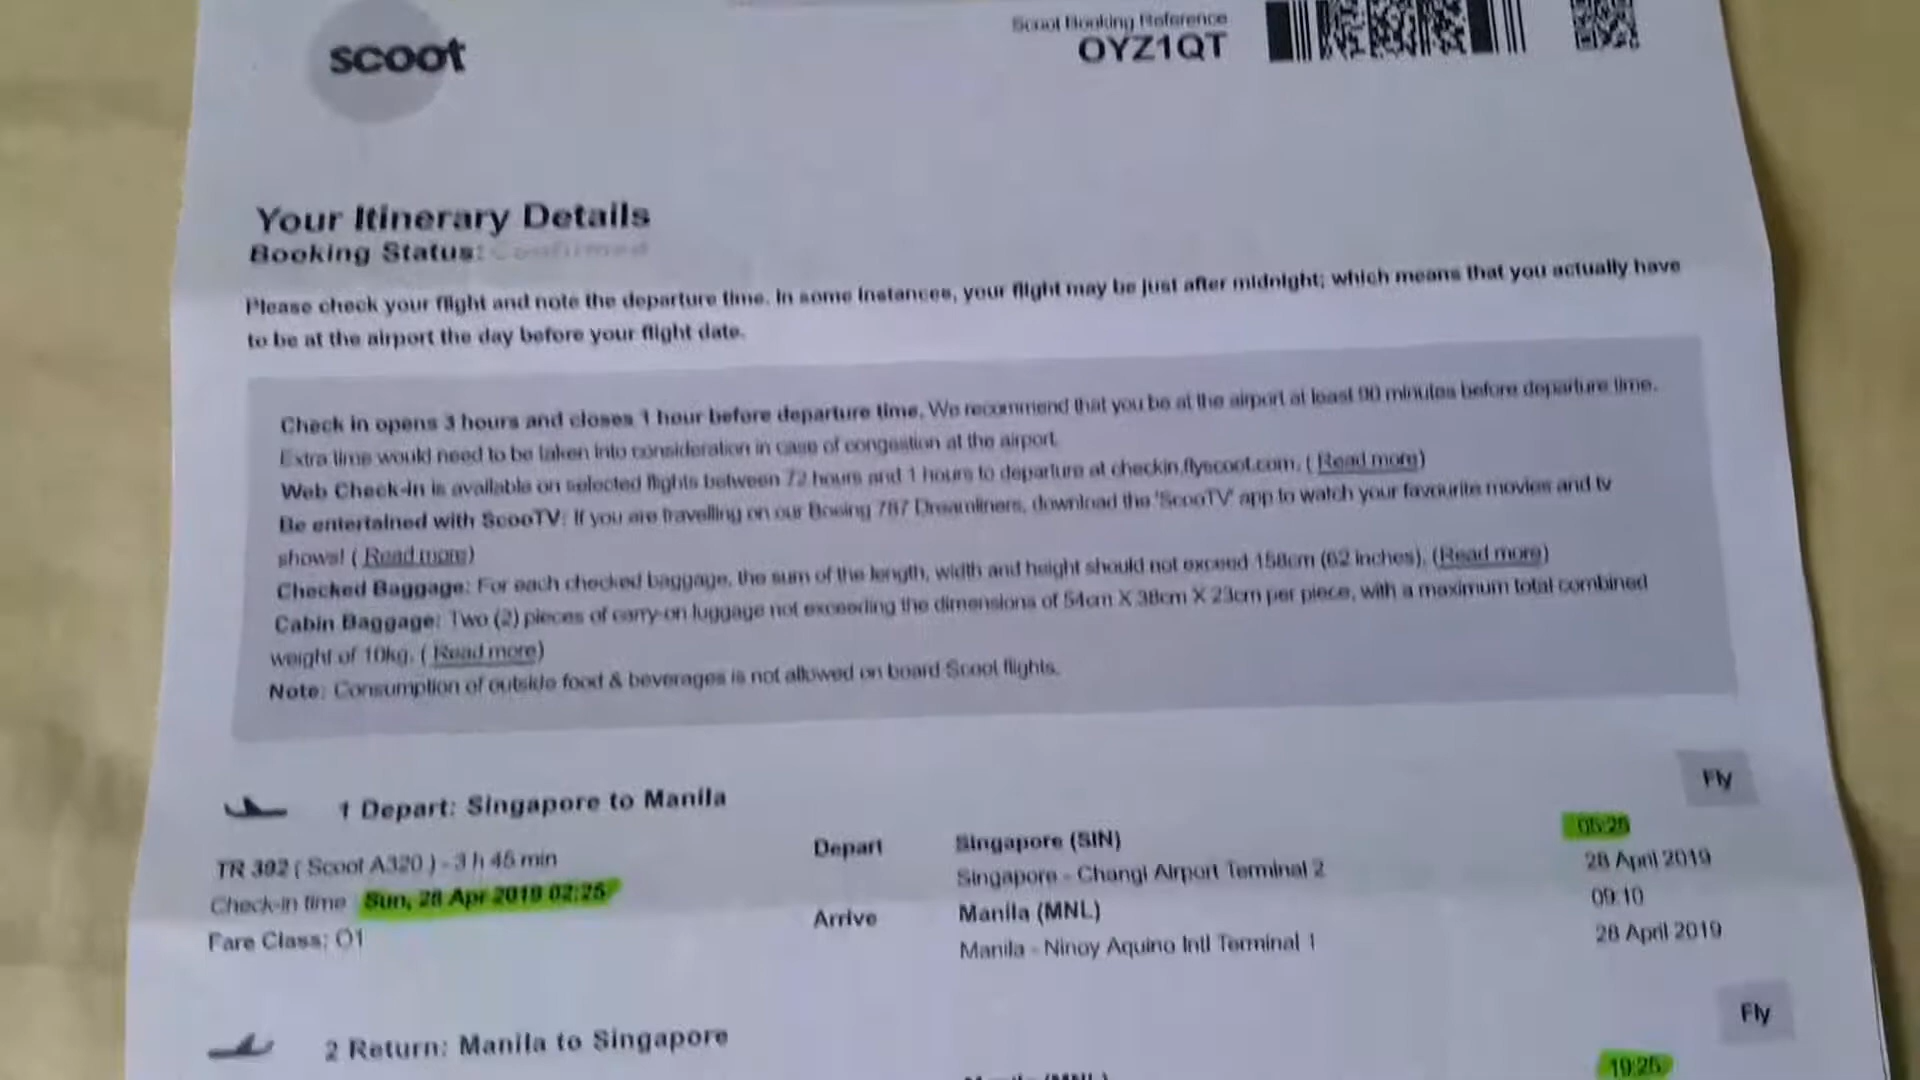 scoot
Scoot Booking Reference
OYZ1QT
Your Itinerary Details
Booking Status: Confirmed
Please check your flight and note the departure time. In some instances, your flight may be just after midnight; which means that you actually have
to be at the airport the day before your flight date.
Check in opens 3 hours and closes 1 hour before departure time. We recommend that you be at the airport at least 90 minutes before departure time.
Extra time would need to be taken into consideration in case of congestion at the airport.
Web Check-in is available on selected flights between 72 hours and 1 hours to departure at checkin.flyscoot.com. ( Read more)
Be entertained with ScooTV: If you are travelling on our Boeing 787 Dreamliners, download the 'ScooTV' app to watch your favourite movies and tv
shows! ( Read more)
Checked Baggage: For each checked baggage, the sum of the length, width and height should not exceed 158cm (62 inches). (Read more)
Cabin Baggage: Two (2) pieces of carry-on luggage not exceeding the dimensions of 54cm X 38cm X 23cm per piece, with a maximum total combined
weight of 10kg. ( Read more)
Note: Consumption of outside food & beverages is not allowed on board Scoot flights.
Fly
1 Depart: Singapore to Manila
TR 392 ( Scoot A320 ) - 3 h 45 min
Check-in time Sun, 28 Apr 2019 02:25
Fare Class: O1
Depart Singapore (SIN) 05:25
Singapore - Changi Airport Terminal 2 28 April 2019
Arrive Manila (MNL) 09:10
Manila - Ninoy Aquino Intl Terminal 1 28 April 2019
Fly
2 Return: Manila to Singapore
Manila (MNL) 19:25